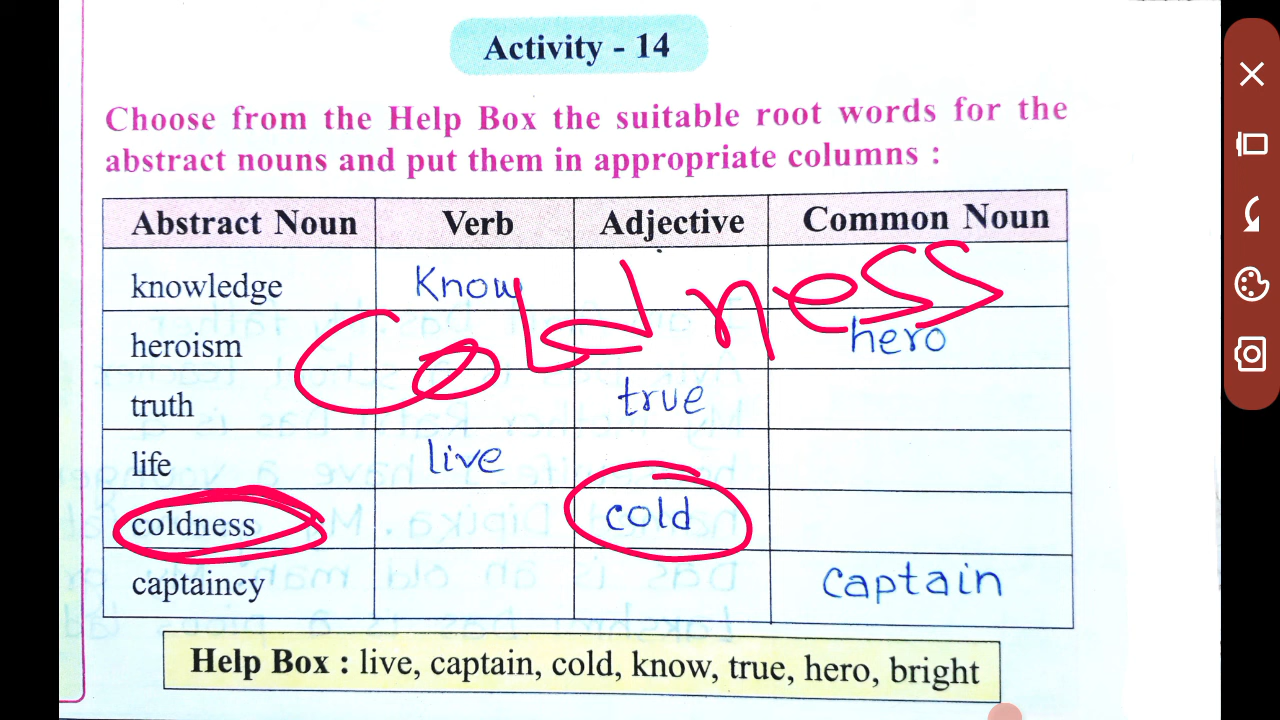 Activity - 14
Choose from the Help Box the suitable root words for the
abstract nouns and put them in appropriate columns :
Abstract Noun Verb Adjective Common Noun
knowledge Know
Coldness
heroism hero
truth true
life live
coldness cold
captaincy captain
Help Box : live, captain, cold, know, true, hero, bright